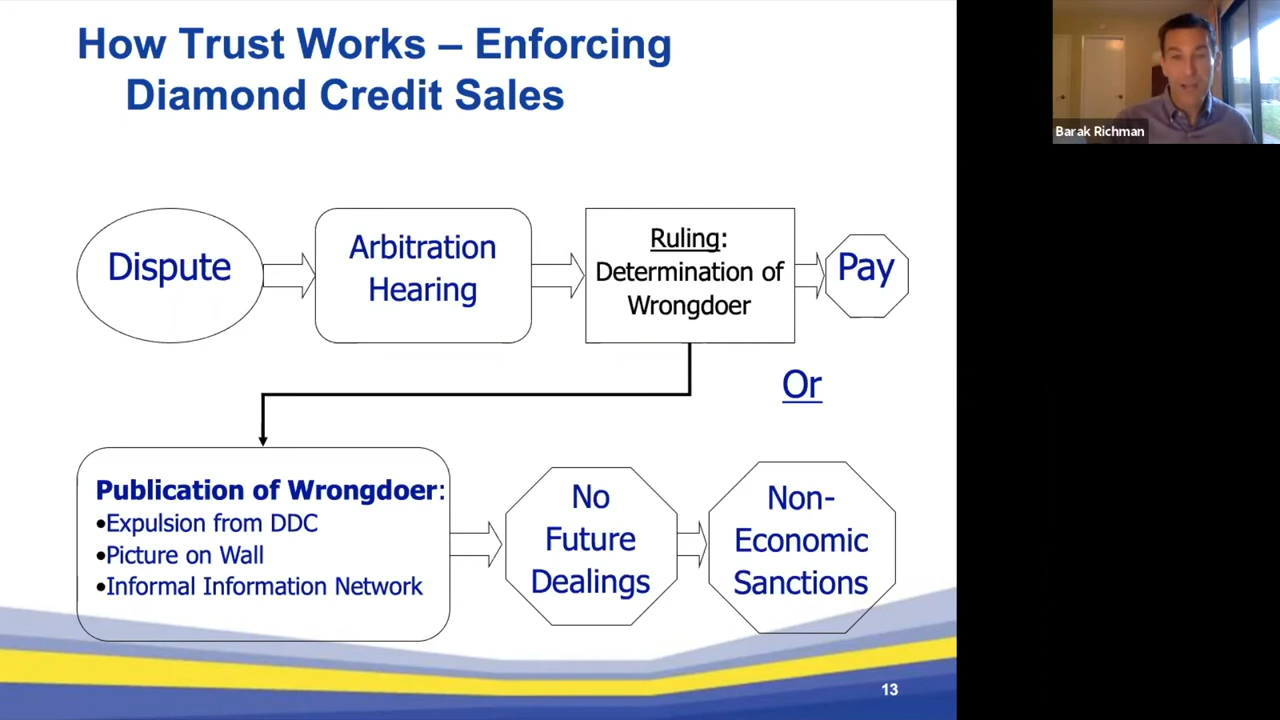 How Trust Works – Enforcing
Diamond Credit Sales
Barak Richman
Dispute
Arbitration
Hearing
Ruling:
Determination of
Wrongdoer
Pay
Or
Publication of Wrongdoer:
•Expulsion from DDC
•Picture on Wall
•Informal Information Network
No
Future
Dealings
Non-
Economic
Sanctions
13